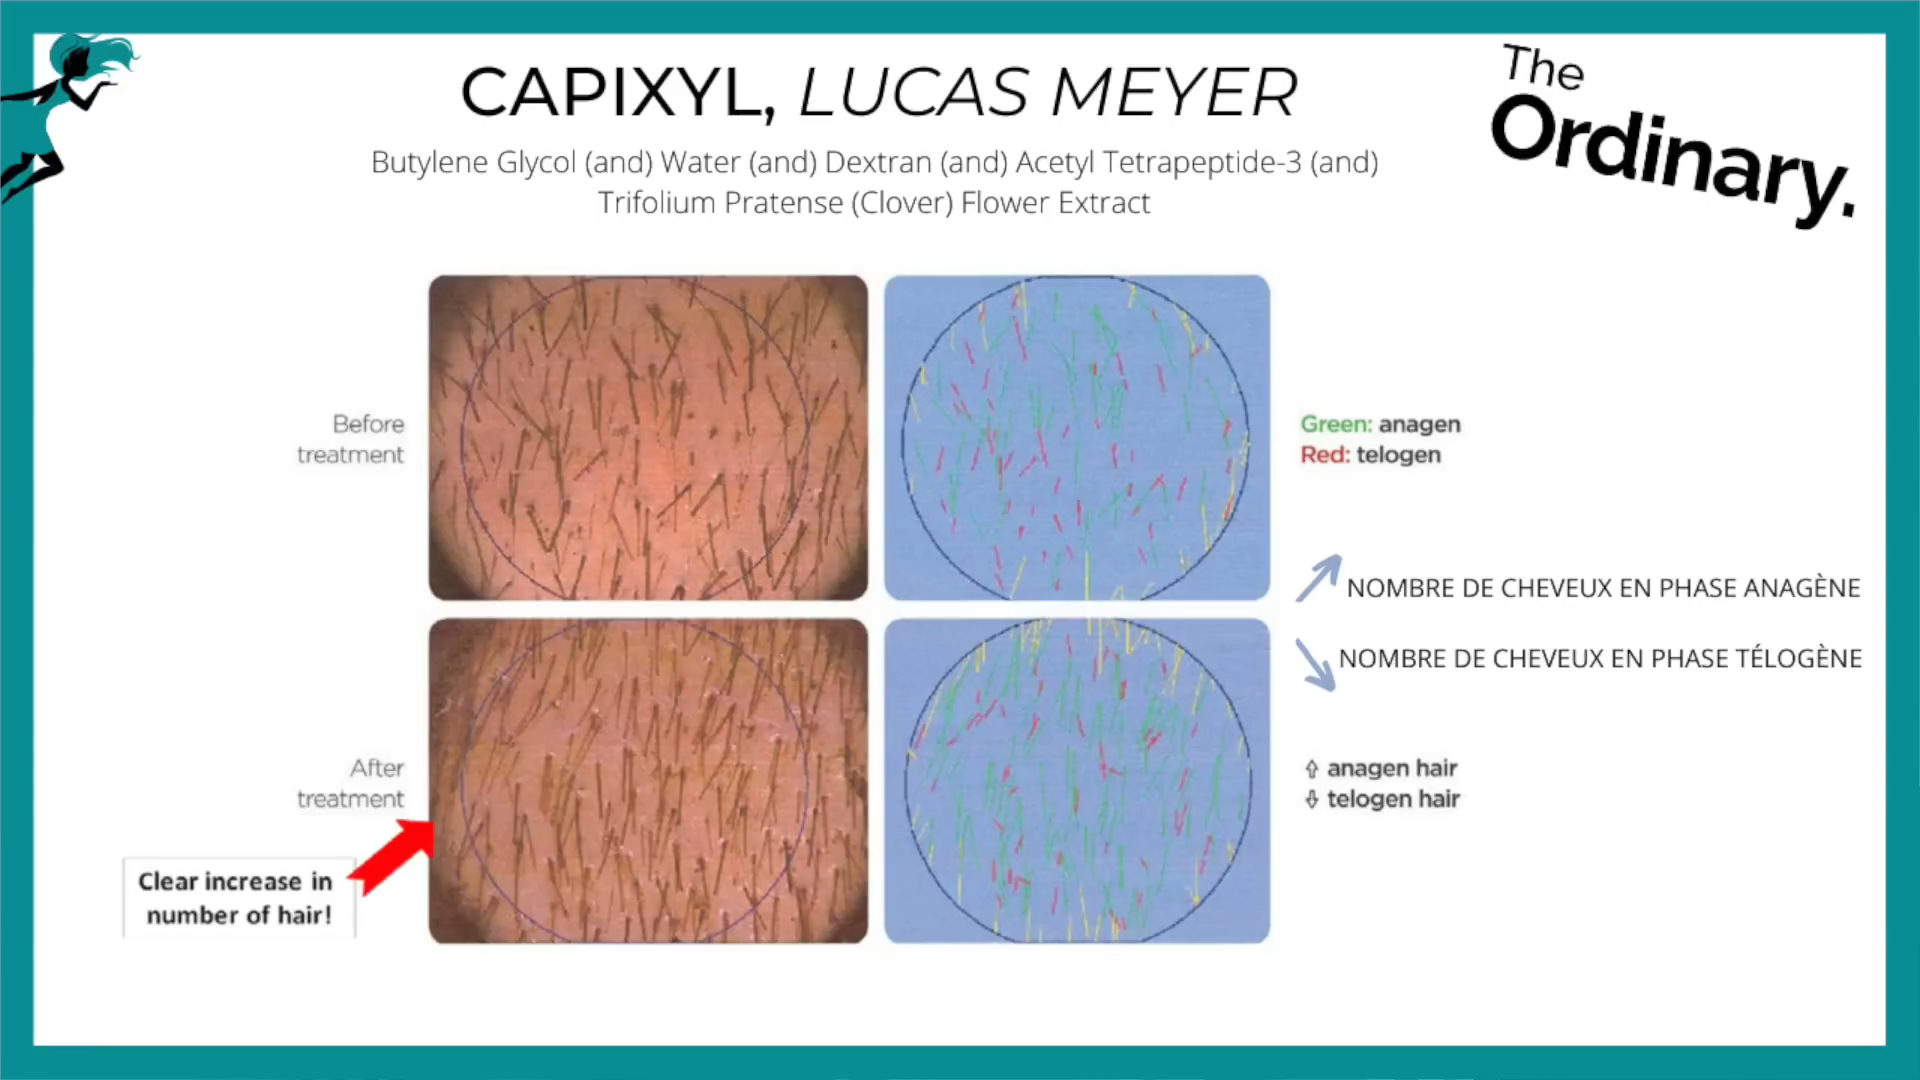 CAPIXYL, LUCAS MEYER
The
Ordinary.
Butylene Glycol (and) Water (and) Dextran (and) Acetyl Tetrapeptide-3 (and)
Trifolium Pratense (Clover) Flower Extract
Before
treatment
Green: anagen
Red: telogen
NOMBRE DE CHEVEUX EN PHASE ANAGÈNE
NOMBRE DE CHEVEUX EN PHASE TÉLOGÈNE
After
treatment
⇧ anagen hair
⇩ telogen hair
Clear increase in
number of hair!